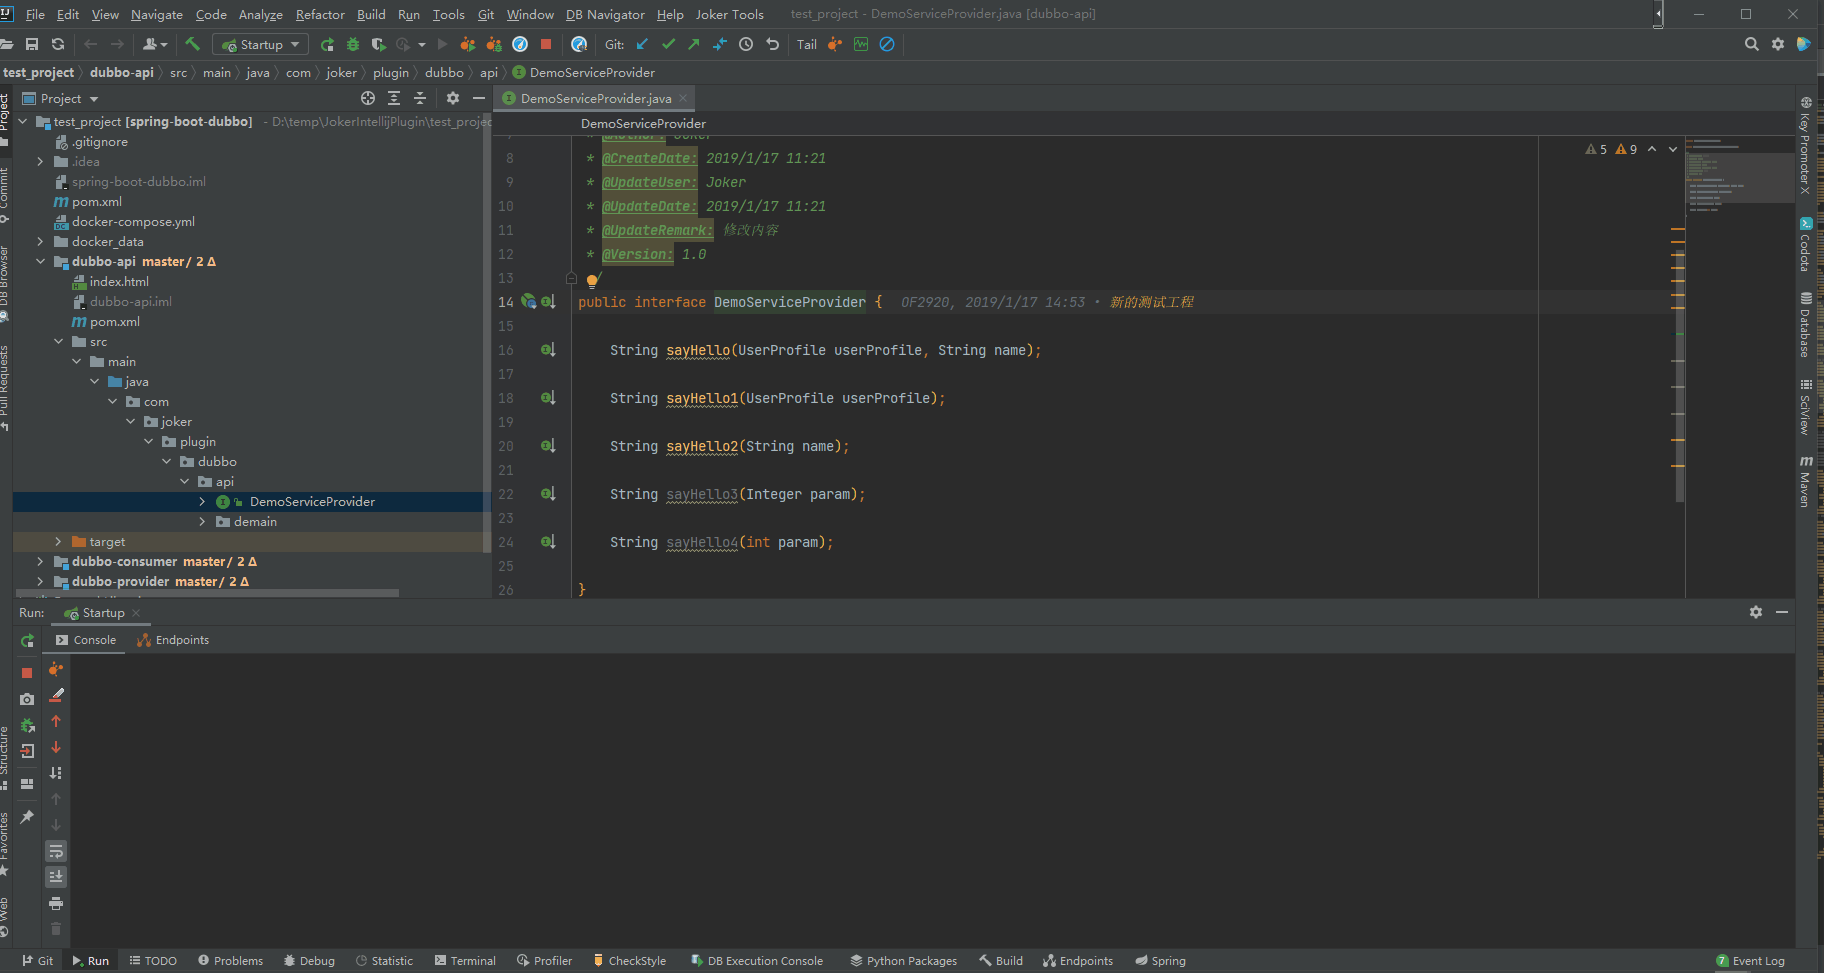 File Edit View Navigate Code Analyze Refactor Build Run Tools Git Window DB Navigator Help Joker Tools test_project - DemoServiceProvider.java [dubbo-api]
Startup Git: Tail
test_project dubbo-api src main java com joker plugin dubbo api DemoServiceProvider
Project
DemoServiceProvider.java
DemoServiceProvider
test_project [spring-boot-dubbo] - D:\temp\JokerIntellijPlugin\test_projec
.gitignore
.idea
spring-boot-dubbo.iml
pom.xml
docker-compose.yml
docker_data
dubbo-api master/ 2 Δ
index.html
dubbo-api.iml
pom.xml
src
main
java
com
joker
plugin
dubbo
api
DemoServiceProvider
demain
target
dubbo-consumer master/ 2 Δ
dubbo-provider master/ 2 Δ
5 9
8 * @CreateDate: 2019/1/17 11:21
9 * @UpdateUser: Joker
10 * @UpdateDate: 2019/1/17 11:21
11 * @UpdateRemark: 修改内容
12 * @Version: 1.0
13 /
14 public interface DemoServiceProvider { OF2920, 2019/1/17 14:53 · 新的测试工程
15
16 String sayHello(UserProfile userProfile, String name);
17
18 String sayHello1(UserProfile userProfile);
19
20 String sayHello2(String name);
21
22 String sayHello3(Integer param);
23
24 String sayHello4(int param);
25
26 }
Project
Commit
DB Browser
Pull Requests
Structure
Favorites
Web
Key Promoter X
Codota
Database
SciView
Maven
Run: Startup
Console Endpoints
Git Run TODO Problems Debug Statistic Terminal Profiler CheckStyle DB Execution Console Python Packages Build Endpoints Spring 7 Event Log